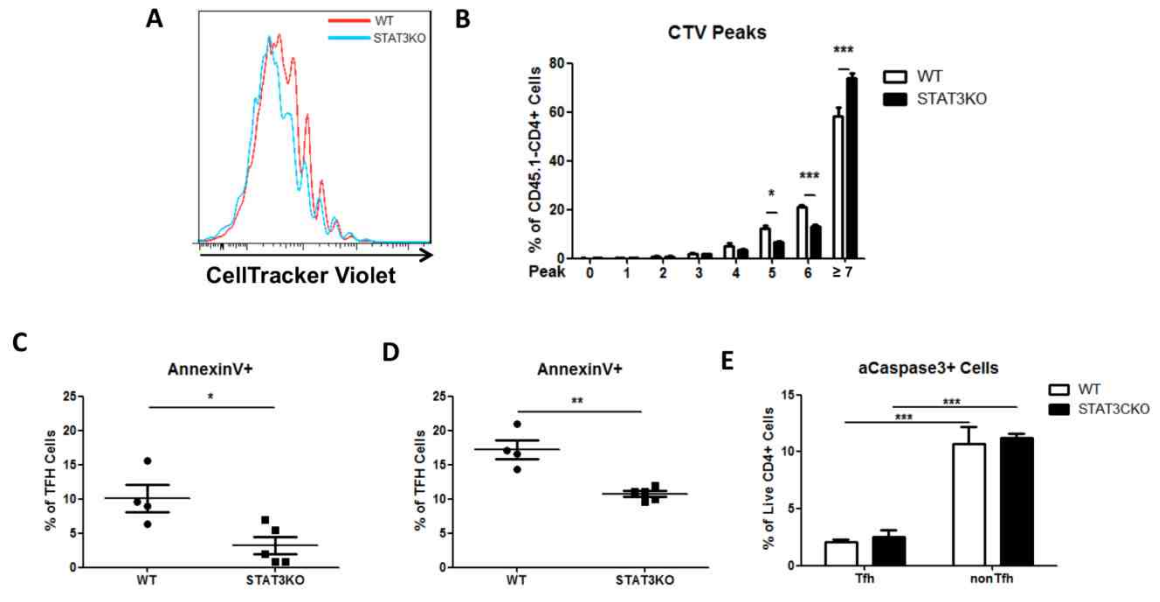 A
WT
STAT3KO
CellTracker Violet
B
CTV Peaks
% of CD45.1-CD4+ Cells
80
60
40
20
0
*
***
***
WT
STAT3KO
Peak 0 1 2 3 4 5 6 ≥ 7
C
AnnexinV+
% of TFH Cells
25
20
15
10
5
0
*
WT STAT3KO
D
AnnexinV+
% of TFH Cells
25
20
15
10
5
0
**
WT STAT3KO
E
aCaspase3+ Cells
% of Live CD4+ Cells
15
10
5
0
***
***
WT
STAT3CKO
Tfh nonTfh